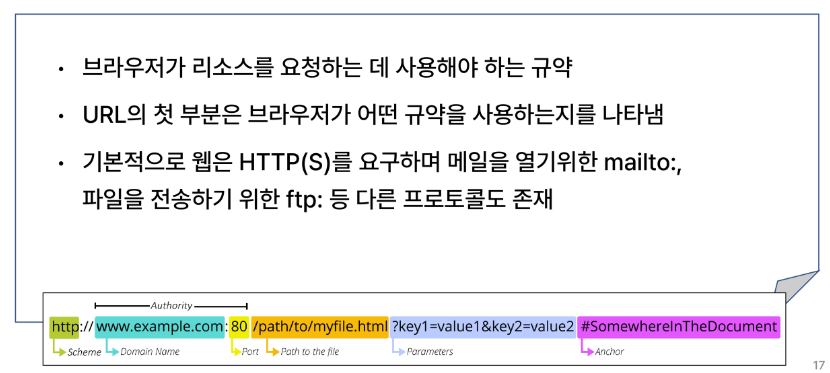 • 브라우저가 리소스를 요청하는 데 사용해야 하는 규약
• URL의 첫 부분은 브라우저가 어떤 규약을 사용하는지를 나타냄
• 기본적으로 웹은 HTTP(S)를 요구하며 메일을 열기위한 mailto:,
파일을 전송하기 위한 ftp: 등 다른 프로토콜도 존재
Authority
http://www.example.com:80/path/to/myfile.html?key1=value1&key2=value2#SomewhereInTheDocument
Scheme Domain Name Port Path to the file Parameters Anchor
17